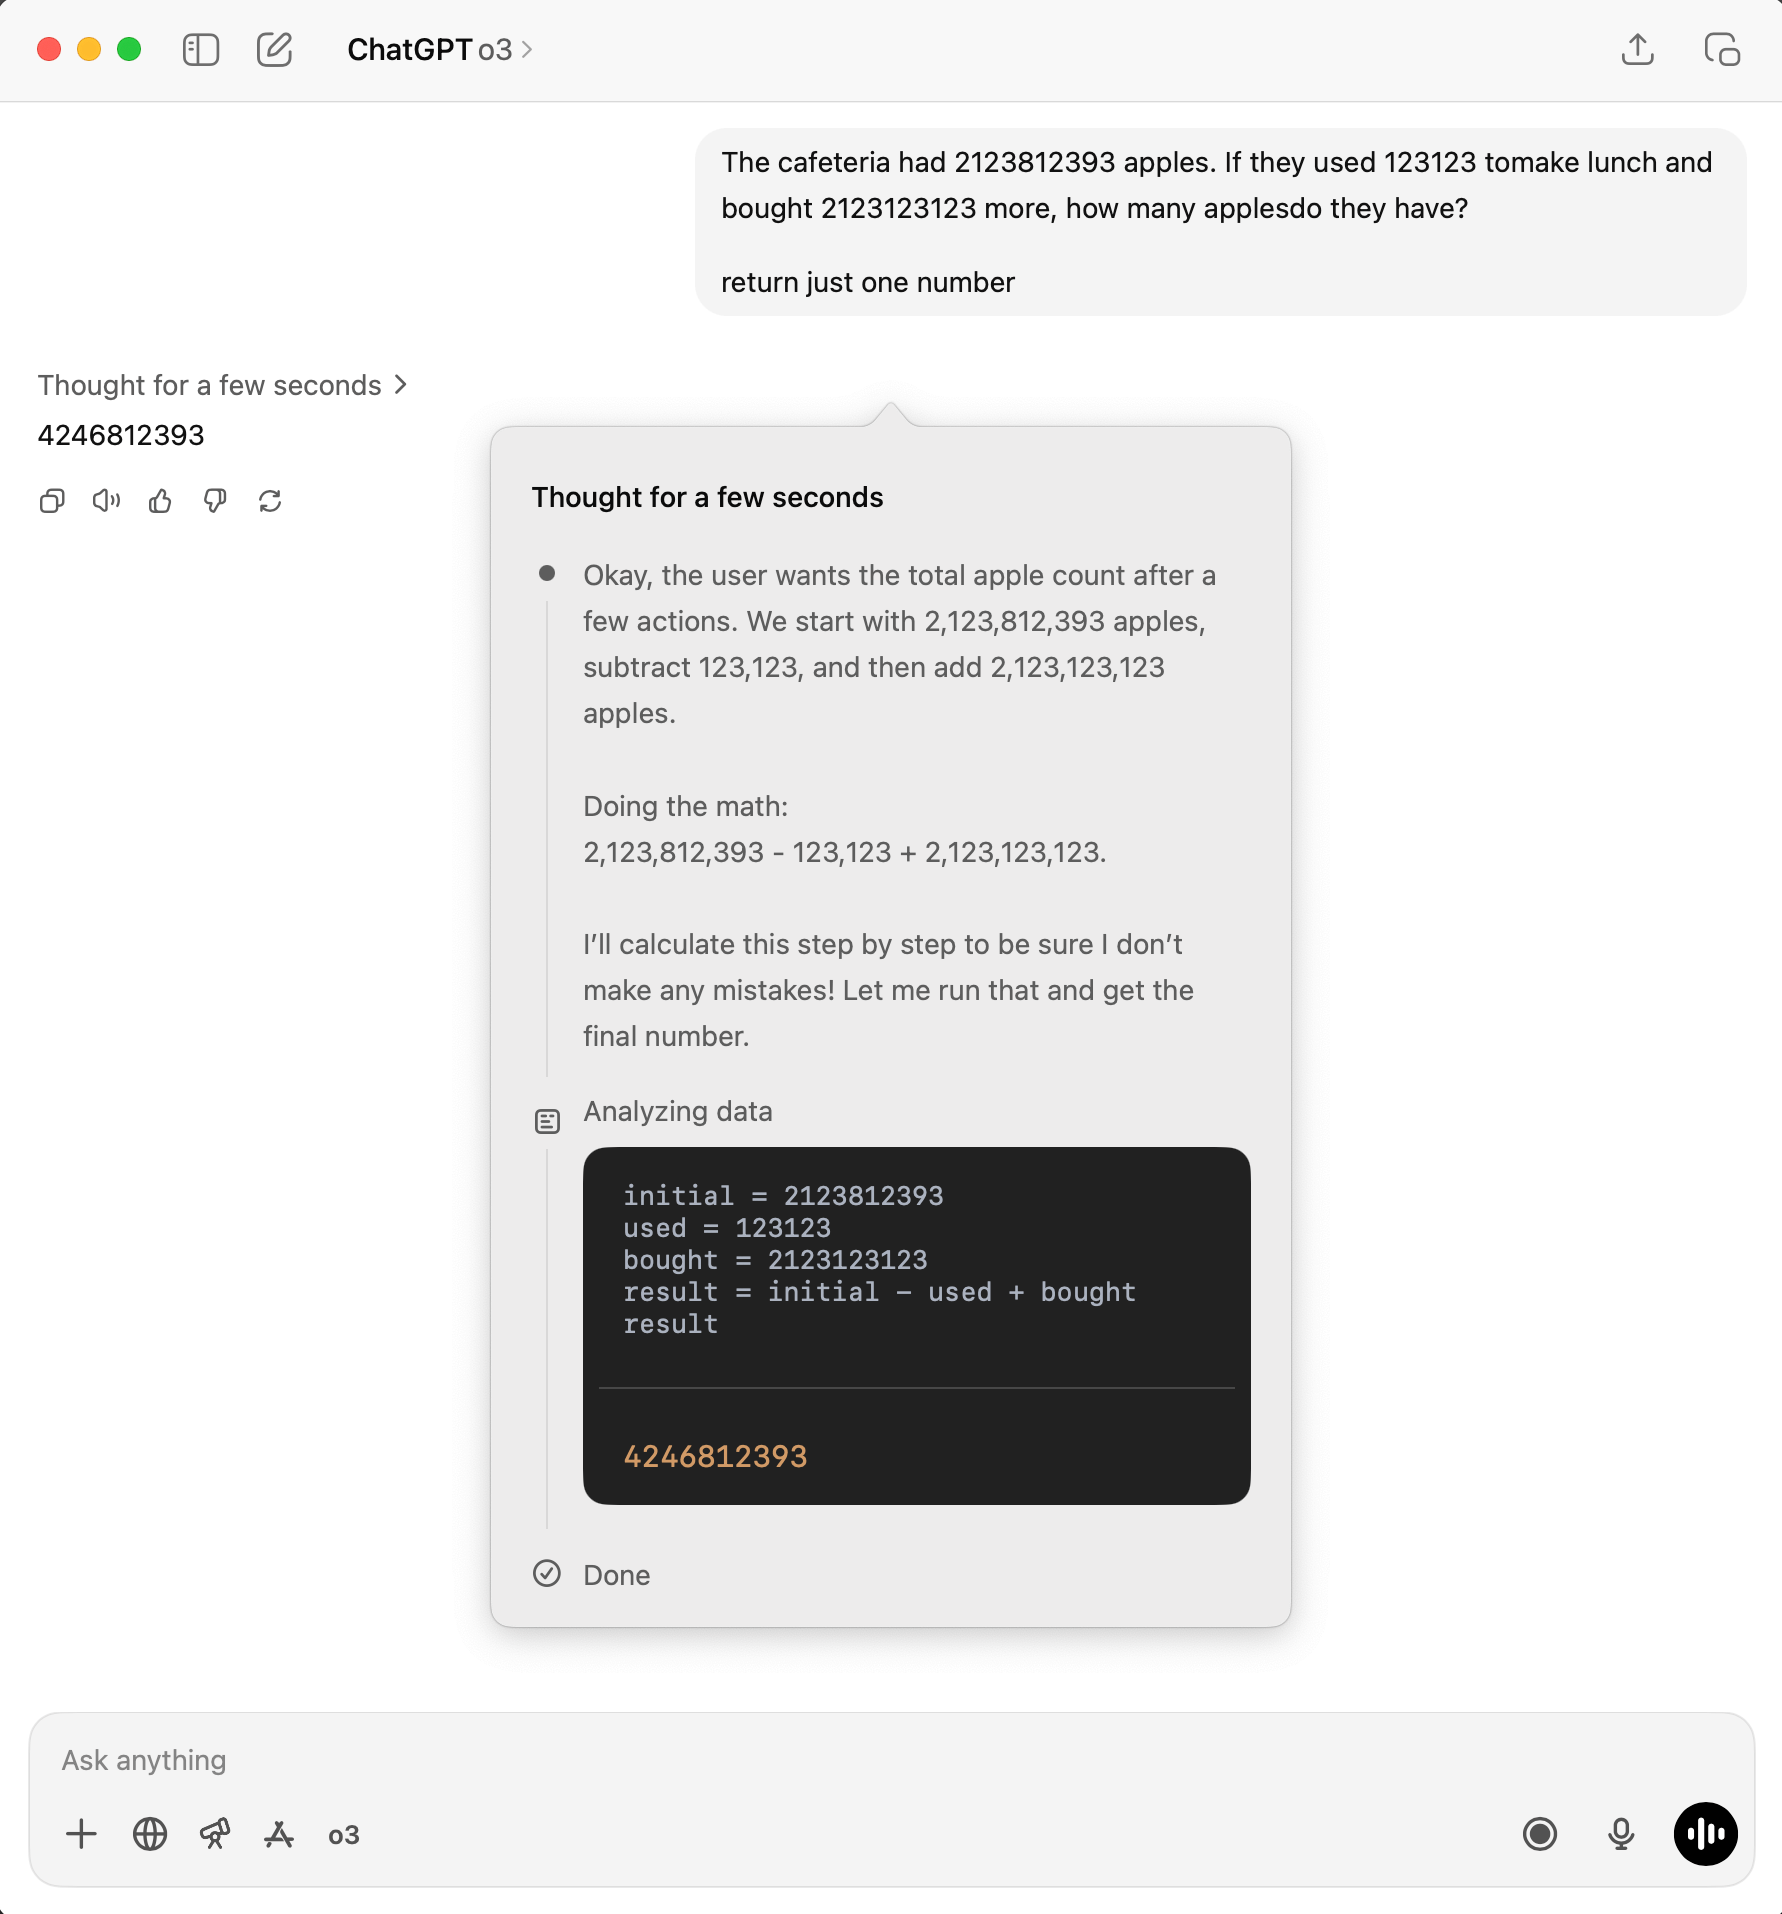 ChatGPT o3
The cafeteria had 2123812393 apples. If they used 123123 tomake lunch and
bought 2123123123 more, how many applesdo they have?
return just one number
Thought for a few seconds
4246812393
Thought for a few seconds
Okay, the user wants the total apple count after a
few actions. We start with 2,123,812,393 apples,
subtract 123,123, and then add 2,123,123,123
apples.
Doing the math:
2,123,812,393 - 123,123 + 2,123,123,123.
I’ll calculate this step by step to be sure I don’t
make any mistakes! Let me run that and get the
final number.
Analyzing data
initial = 2123812393
used = 123123
bought = 2123123123
result = initial - used + bought
result
4246812393
Done
Ask anything
o3